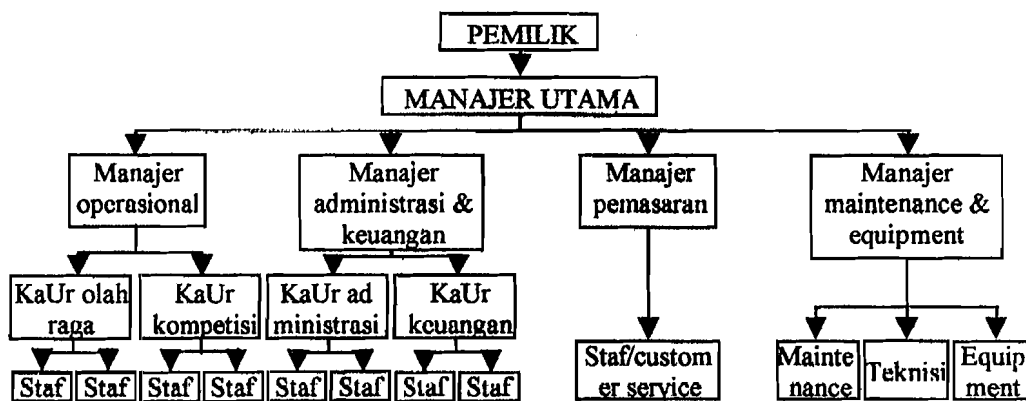 PEMILIK
MANAJER UTAMA
Manajer
operasional
Manajer
administrasi &
keuangan
Manajer
pemasaran
Manajer
maintenance &
equipment
KaUr olah
raga
KaUr
kompetisi
KaUr ad
ministrasi
KaUr
keuangan
Staf/custom
er service
Mainte
nance
Teknisi
Equip
ment
Staf
Staf
Staf
Staf
Staf
Staf
Staf
Staf